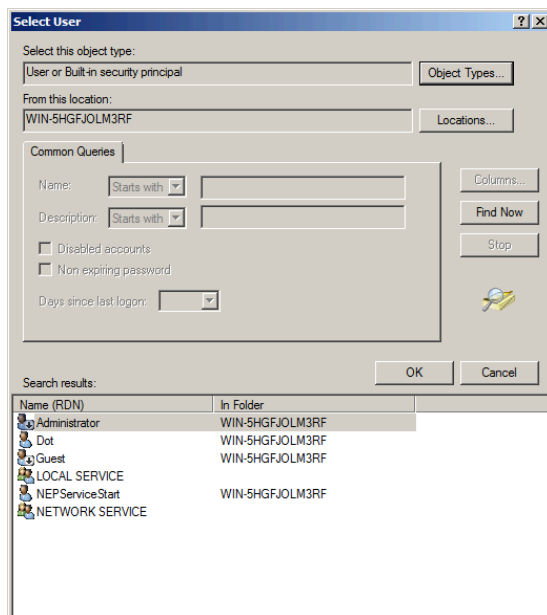 Select User
Select this object type:
User or Built-in security principal
Object Types...
From this location:
WIN-5HGFJOLM3RF
Locations...
Common Queries
Name: Starts with
Columns...
Description: Starts with
Find Now
Disabled accounts
Stop
Non expiring password
Days since last logon:
OK Cancel
Search results:
Name (RDN) In Folder
Administrator WIN-5HGFJOLM3RF
Dot WIN-5HGFJOLM3RF
Guest WIN-5HGFJOLM3RF
LOCAL SERVICE
NEPServiceStart WIN-5HGFJOLM3RF
NETWORK SERVICE